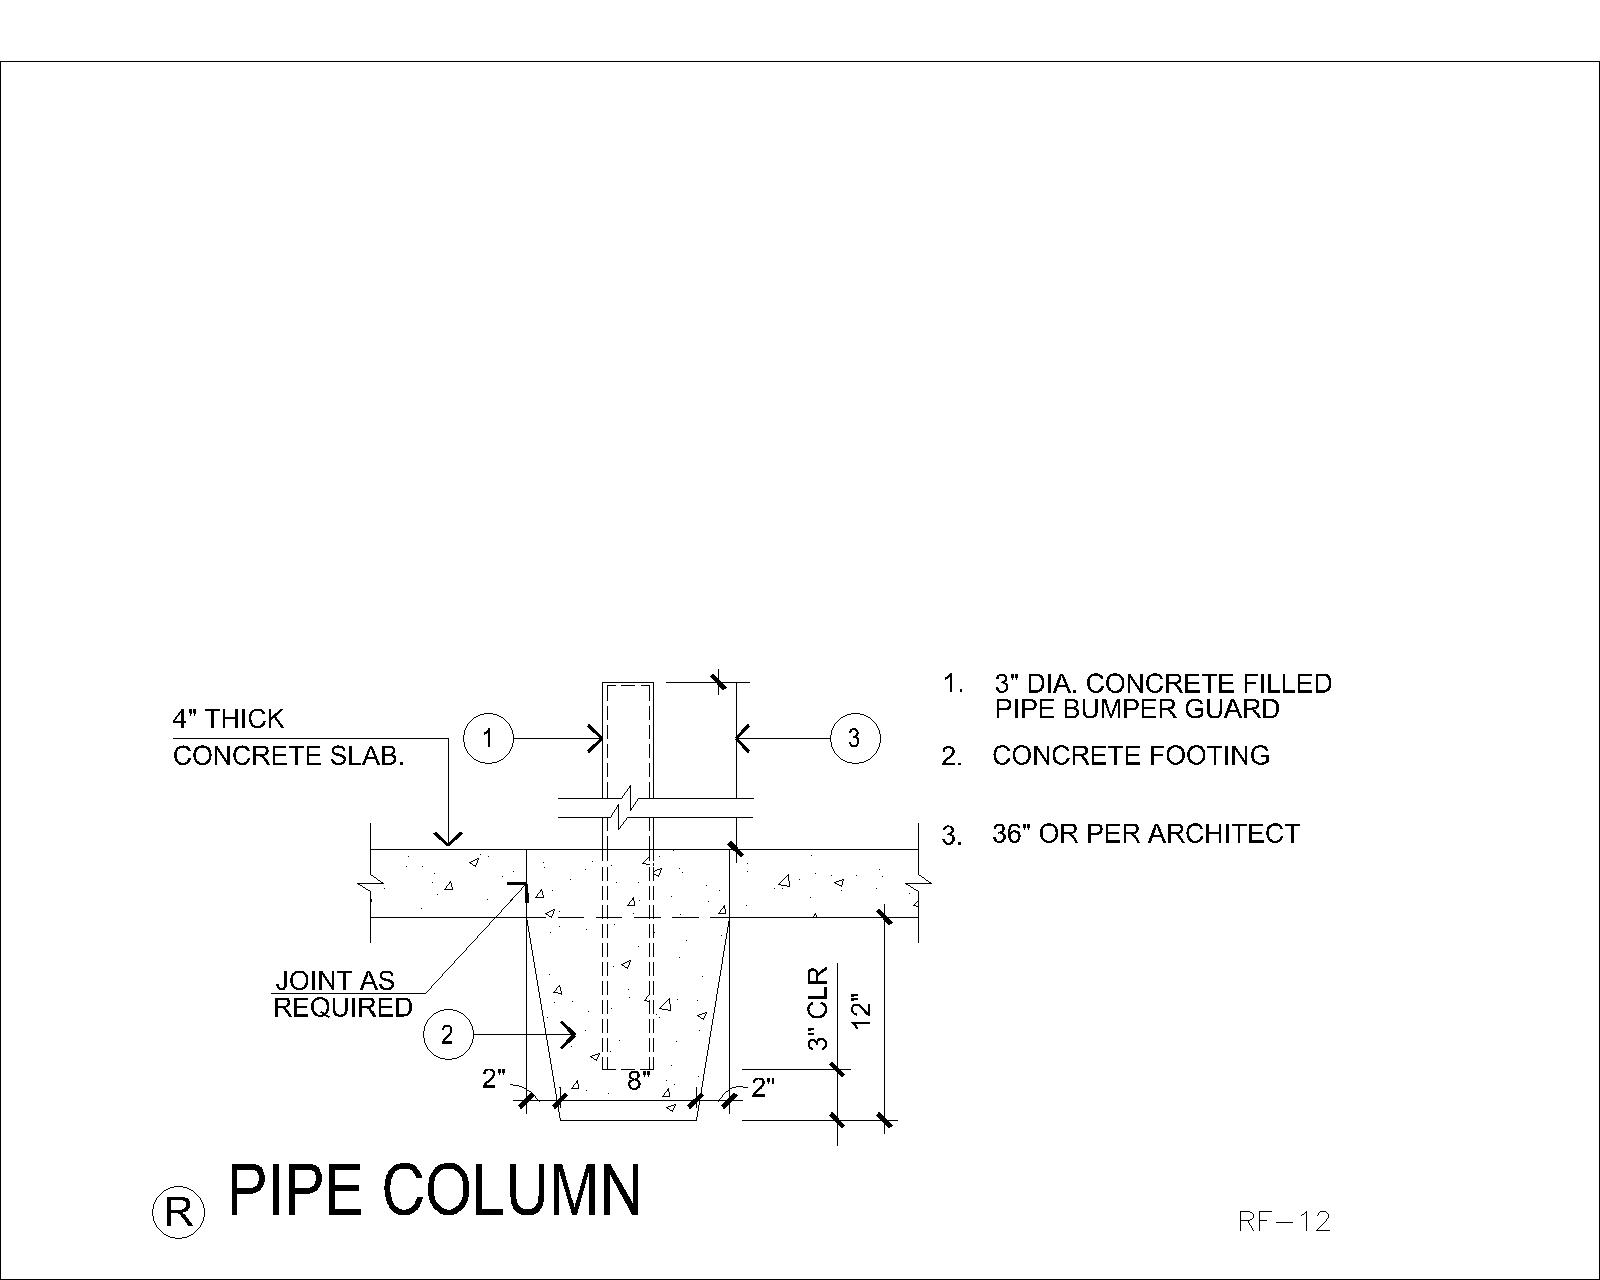 4" THICK
CONCRETE SLAB.
1
3
1. 3" DIA. CONCRETE FILLED
PIPE BUMPER GUARD
2. CONCRETE FOOTING
3. 36" OR PER ARCHITECT
JOINT AS
REQUIRED
2
2"
8"
2"
3" CLR
12"
R PIPE COLUMN
RF-12